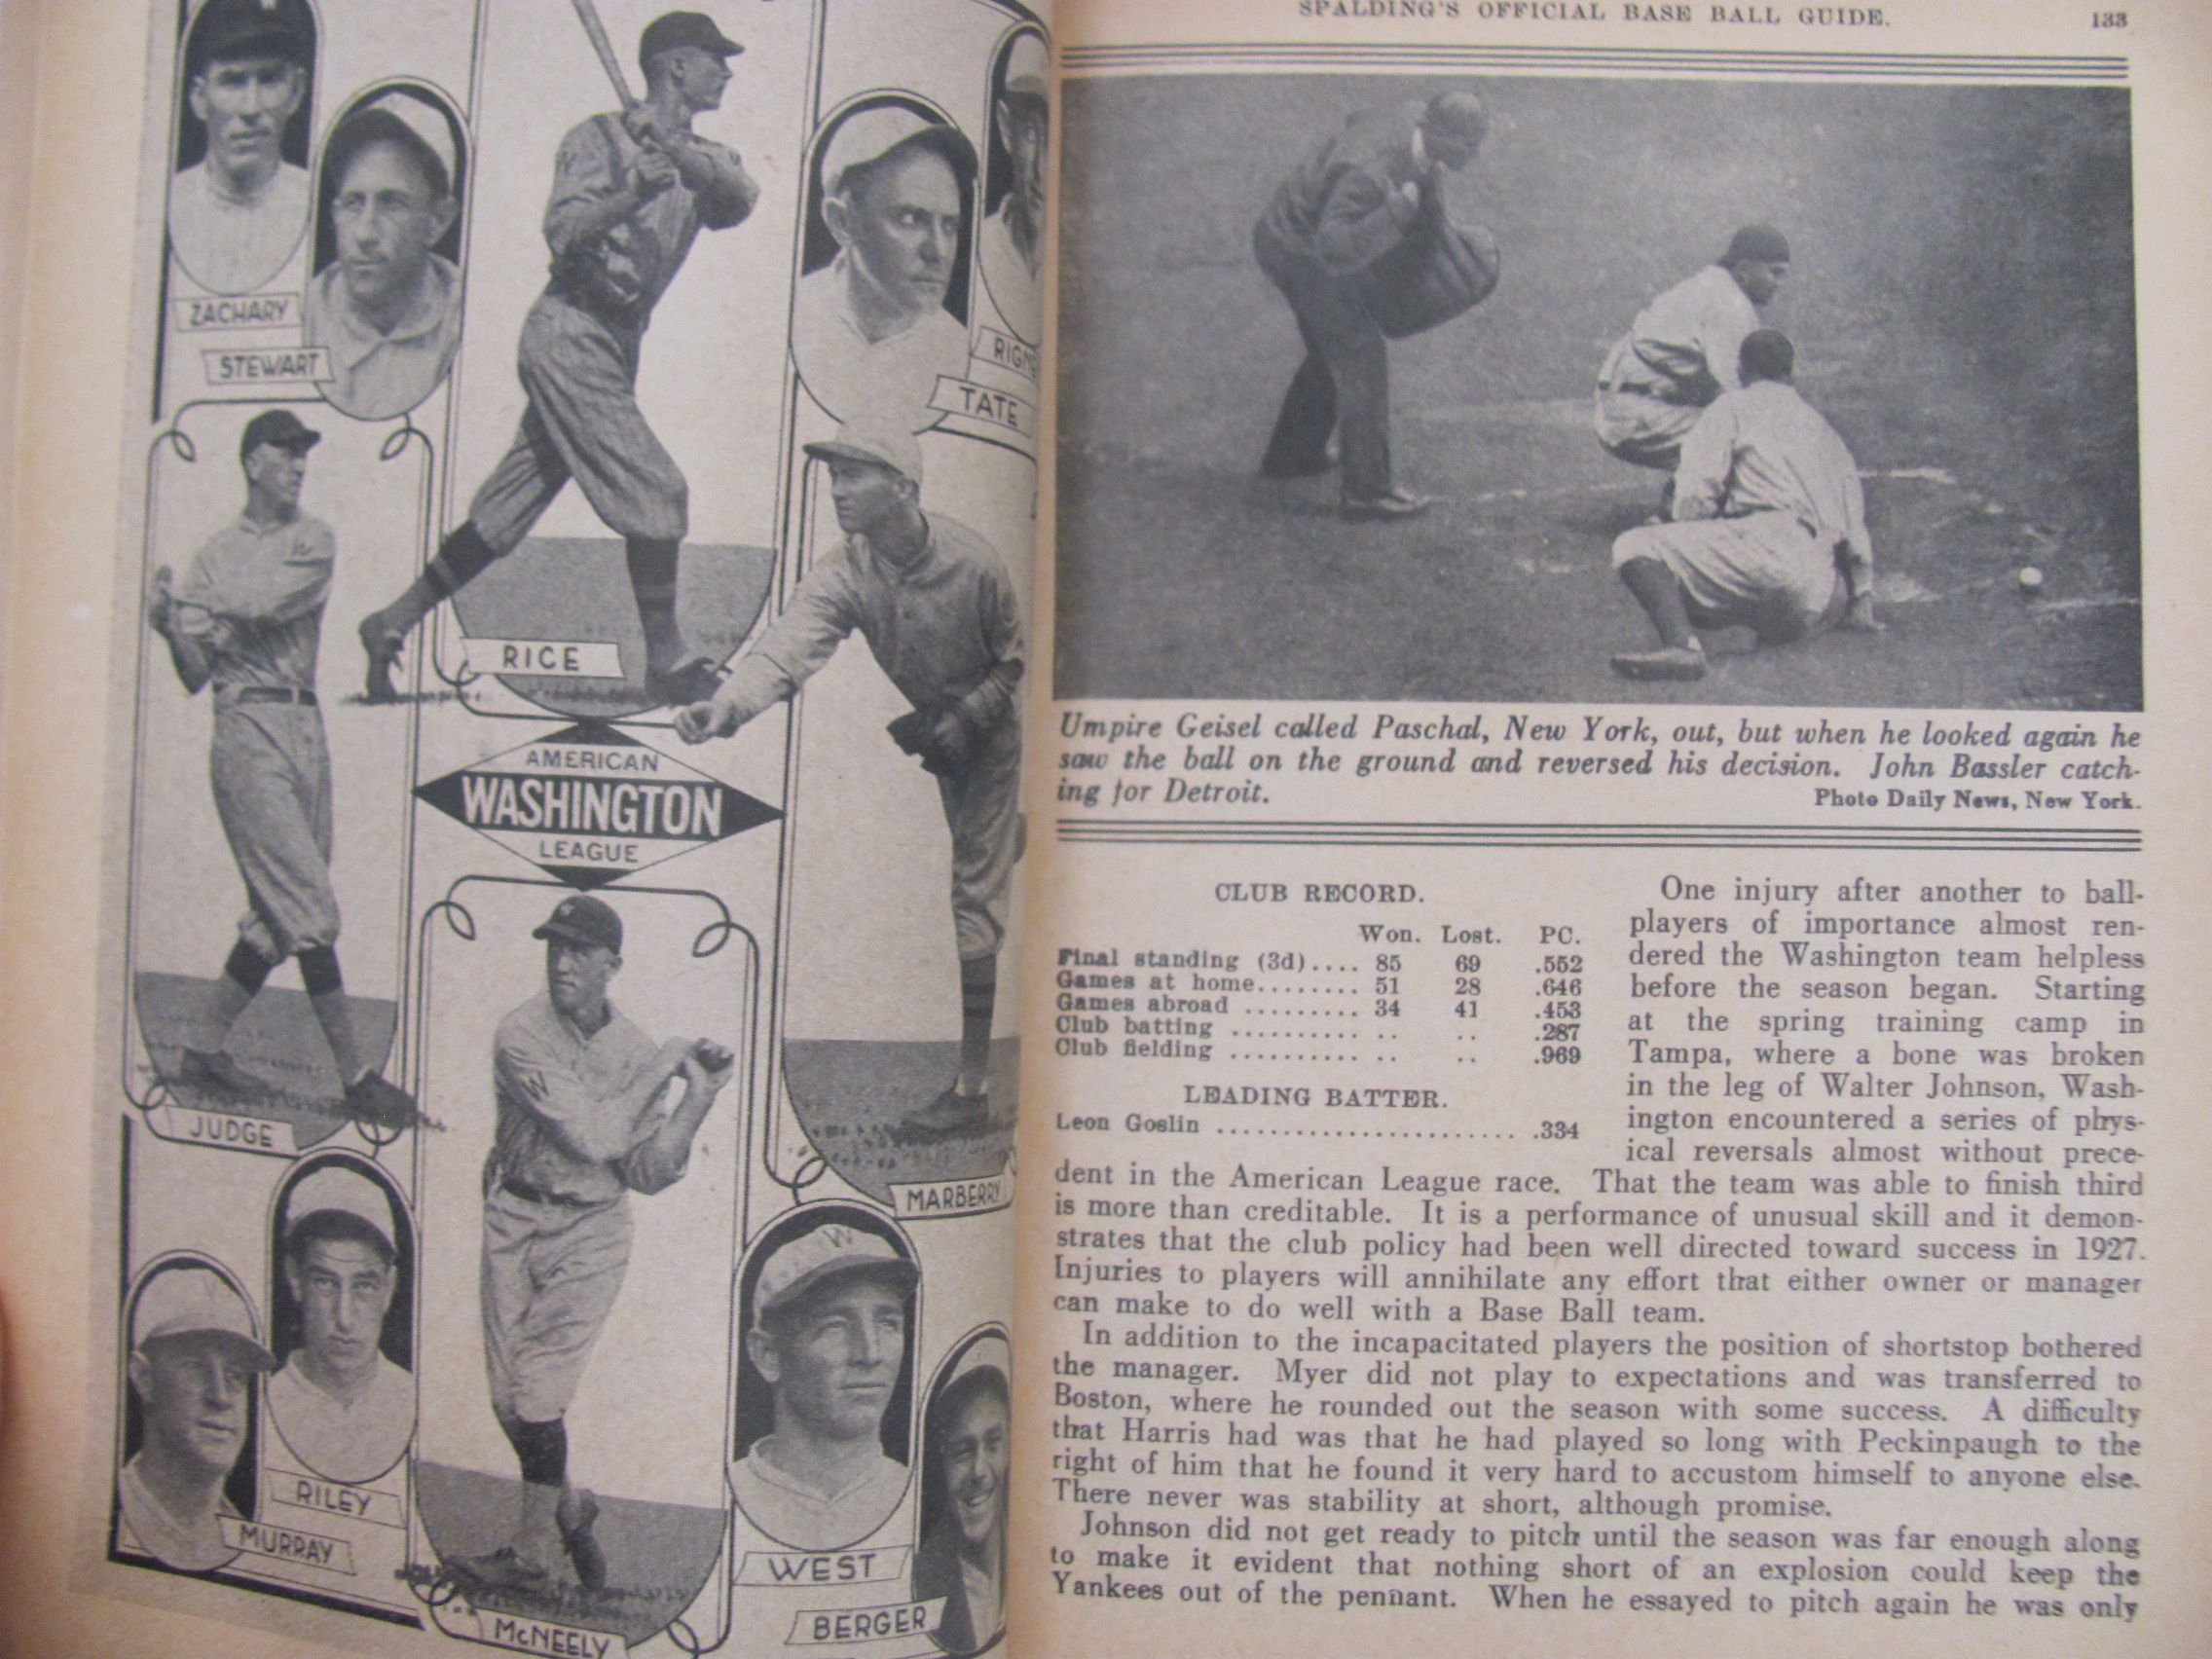 ZACHARY
STEWART
TATE
RICE
AMERICAN
WASHINGTON
LEAGUE
JUDGE
MARBERRY
RILEY
MURRAY
McNEELY
WEST
BERGER
SPALDING'S OFFICIAL BASE BALL GUIDE. 133
Umpire Geisel called Paschal, New York, out, but when he looked again he
saw the ball on the ground and reversed his decision. John Bassler catch-
ing for Detroit. Photo Daily News, New York.
CLUB RECORD.
Won. Lost. PC.
Final standing (3d).... 85 69 .552
Games at home........ 51 28 .646
Games abroad ......... 34 41 .453
Club batting .......... .. .. .287
Club fielding .......... .. .. .969
LEADING BATTER.
Leon Goslin ....................... .334
One injury after another to ball-
players of importance almost ren-
dered the Washington team helpless
before the season began. Starting
at the spring training camp in
Tampa, where a bone was broken
in the leg of Walter Johnson, Wash-
ington encountered a series of phys-
ical reversals almost without prece-
dent in the American League race. That the team was able to finish third
is more than creditable. It is a performance of unusual skill and it demon-
strates that the club policy had been well directed toward success in 1927.
Injuries to players will annihilate any effort that either owner or manager
can make to do well with a Base Ball team.
In addition to the incapacitated players the position of shortstop bothered
the manager. Myer did not play to expectations and was transferred to
Boston, where he rounded out the season with some success. A difficulty
that Harris had was that he had played so long with Peckinpaugh to the
right of him that he found it very hard to accustom himself to anyone else.
There never was stability at short, although promise.
Johnson did not get ready to pitch until the season was far enough along
to make it evident that nothing short of an explosion could keep the
Yankees out of the pennant. When he essayed to pitch again he was only